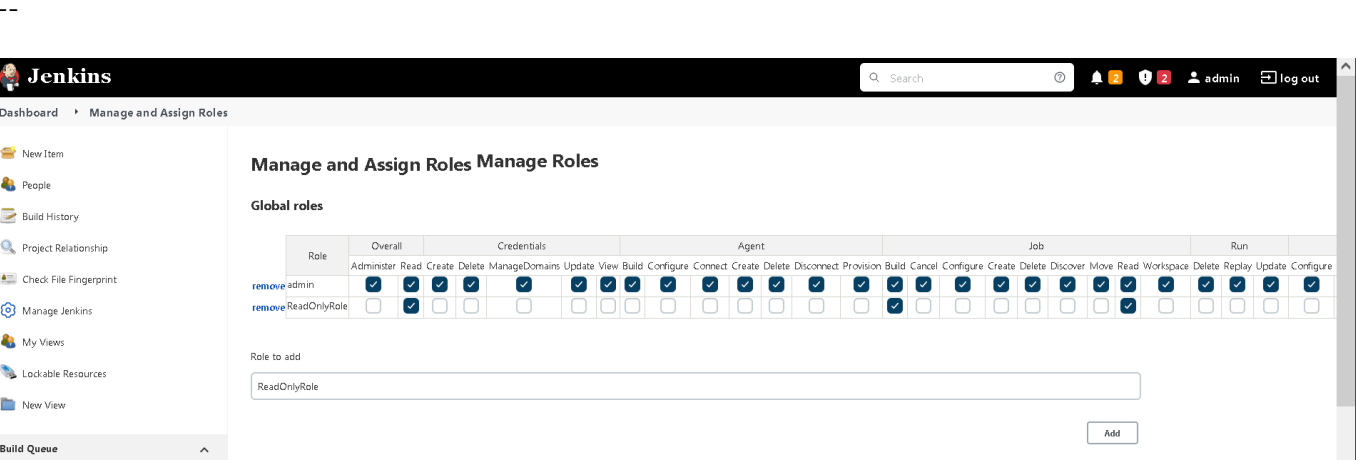 --
Jenkins
Search
2
2
admin
log out
Dashboard
Manage and Assign Roles
New Item
People
Build History
Project Relationship
Check File Fingerprint
Manage Jenkins
My Views
Lockable Resources
New View
Build Queue
Manage and Assign Roles Manage Roles
Global roles
Role Overall Credentials Agent Job Run
Administer Read Create Delete ManageDomains Update View Build Configure Connect Create Delete Disconnect Provision Build Cancel Configure Create Delete Discover Move Read Workspace Delete Replay Update Configure
remove admin
remove ReadOnlyRole
Role to add
ReadOnlyRole
Add